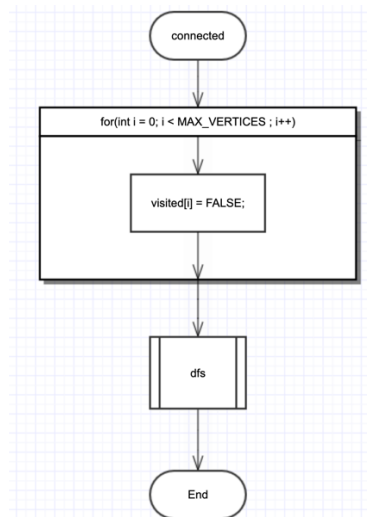 connected
for(int i = 0; i < MAX_VERTICES ; i++)
visited[i] = FALSE;
dfs
End